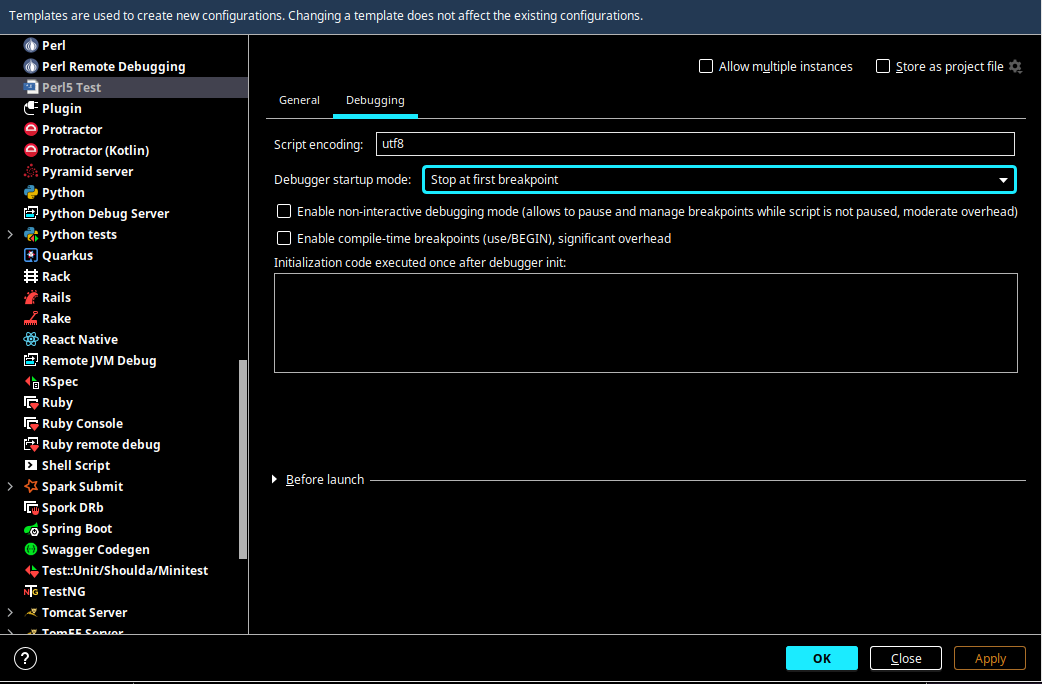 Templates are used to create new configurations. Changing a template does not affect the existing configurations.
Perl
Perl Remote Debugging
Perl5 Test
Plugin
Protractor
Protractor (Kotlin)
Pyramid server
Python
Python Debug Server
Python tests
Quarkus
Rack
Rails
Rake
React Native
Remote JVM Debug
RSpec
Ruby
Ruby Console
Ruby remote debug
Shell Script
Spark Submit
Spork DRb
Spring Boot
Swagger Codegen
Test::Unit/Shoulda/Minitest
TestNG
Tomcat Server
TomEE Server
Allow multiple instances
Store as project file
General
Debugging
Script encoding:
utf8
Debugger startup mode:
Stop at first breakpoint
Enable non-interactive debugging mode (allows to pause and manage breakpoints while script is not paused, moderate overhead)
Enable compile-time breakpoints (use/BEGIN), significant overhead
Initialization code executed once after debugger init:
Before launch
?
OK
Close
Apply